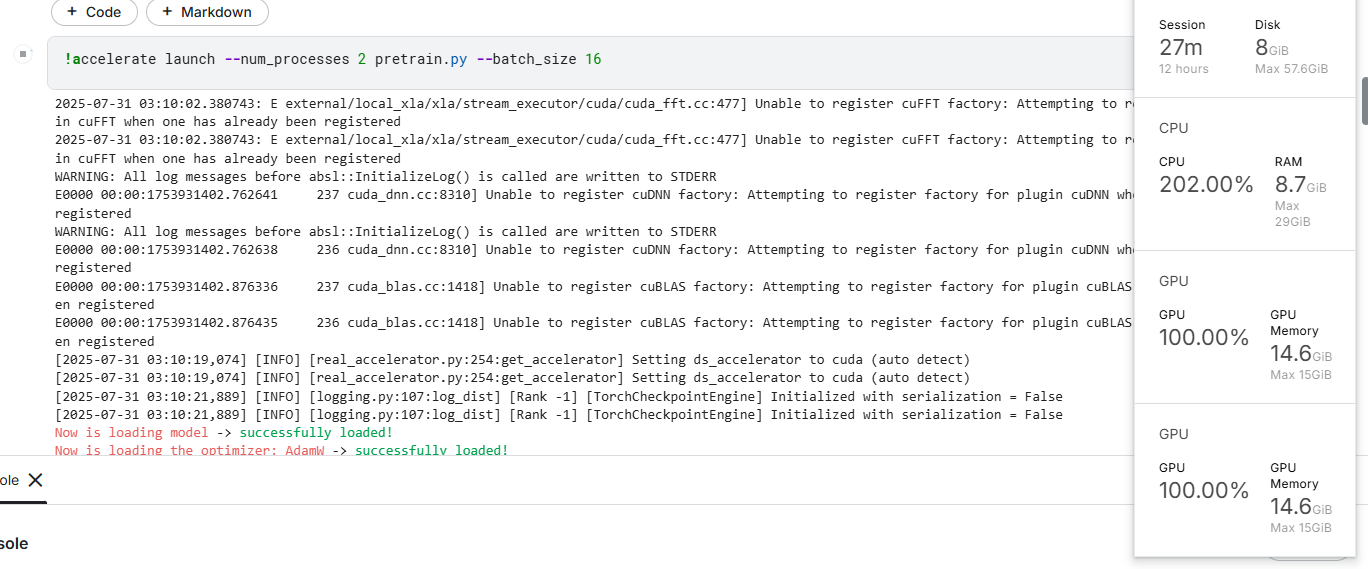 + Code
+ Markdown
!accelerate launch --num_processes 2 pretrain.py --batch_size 16
2025-07-31 03:10:02.380743: E external/local_xla/xla/stream_executor/cuda/cuda_fft.cc:477] Unable to register cuFFT factory: Attempting to r
in cuFFT when one has already been registered
2025-07-31 03:10:02.380743: E external/local_xla/xla/stream_executor/cuda/cuda_fft.cc:477] Unable to register cuFFT factory: Attempting to r
in cuFFT when one has already been registered
WARNING: All log messages before absl::InitializeLog() is called are written to STDERR
E0000 00:00:1753931402.762641     237 cuda_dnn.cc:8310] Unable to register cuDNN factory: Attempting to register factory for plugin cuDNN whe
registered
WARNING: All log messages before absl::InitializeLog() is called are written to STDERR
E0000 00:00:1753931402.762638     236 cuda_dnn.cc:8310] Unable to register cuDNN factory: Attempting to register factory for plugin cuDNN whe
registered
E0000 00:00:1753931402.876336     237 cuda_blas.cc:1418] Unable to register cuBLAS factory: Attempting to register factory for plugin cuBLAS
en registered
E0000 00:00:1753931402.876435     236 cuda_blas.cc:1418] Unable to register cuBLAS factory: Attempting to register factory for plugin cuBLAS
en registered
[2025-07-31 03:10:19,074] [INFO] [real_accelerator.py:254:get_accelerator] Setting ds_accelerator to cuda (auto detect)
[2025-07-31 03:10:19,074] [INFO] [real_accelerator.py:254:get_accelerator] Setting ds_accelerator to cuda (auto detect)
[2025-07-31 03:10:21,889] [INFO] [logging.py:107:log_dist] [Rank -1] [TorchCheckpointEngine] Initialized with serialization = False
[2025-07-31 03:10:21,889] [INFO] [logging.py:107:log_dist] [Rank -1] [TorchCheckpointEngine] Initialized with serialization = False
Now is loading model -> successfully loaded!
Now is loading the optimizer: AdamW -> successfully loaded!
ole
sole
Session
27m
12 hours
Disk
8GiB
Max 57.6GiB
CPU
CPU
202.00%
RAM
8.7GiB
Max
29GiB
GPU
GPU
100.00%
GPU
Memory
14.6GiB
Max 15GiB
GPU
GPU
100.00%
GPU
Memory
14.6GiB
Max 15GiB